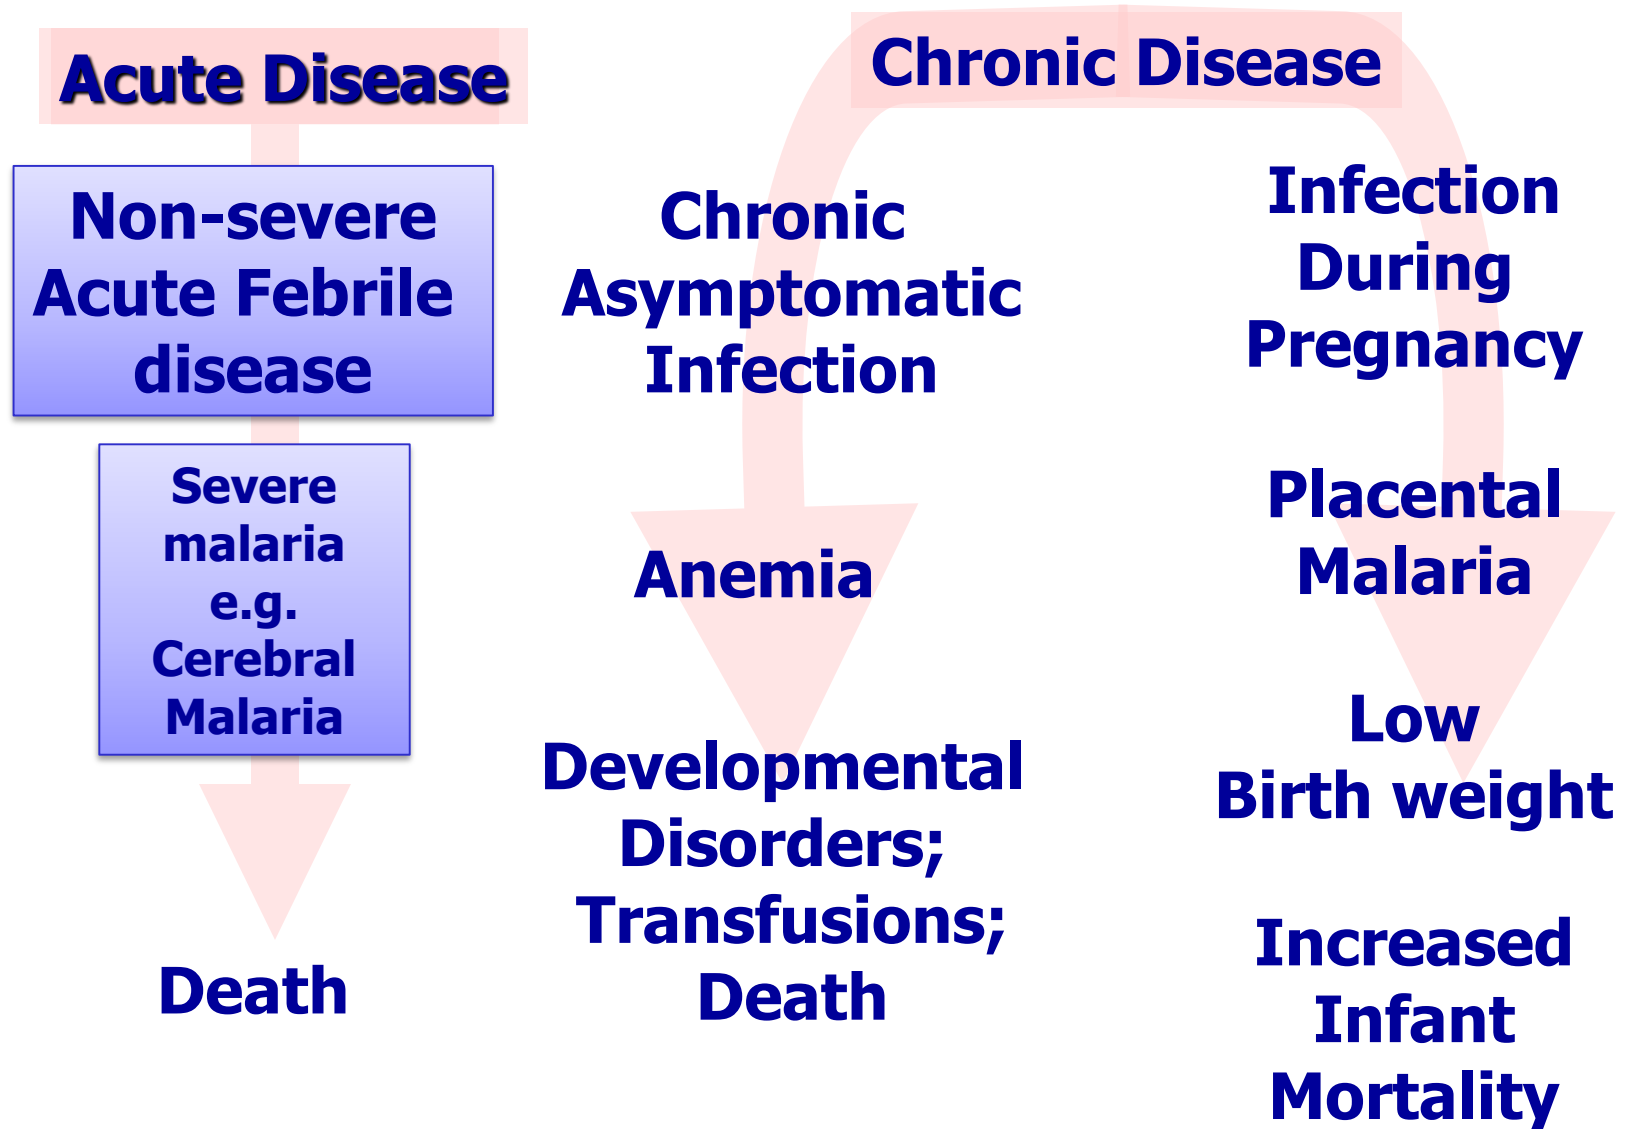 Acute Disease
Non-severe
Acute Febrile
disease
Severe
malaria
e.g.
Cerebral
Malaria
Death
Chronic Disease
Chronic
Asymptomatic
Infection
Anemia
Developmental
Disorders;
Transfusions;
Death
Infection
During
Pregnancy
Placental
Malaria
Low
Birth weight
Increased
Infant
Mortality